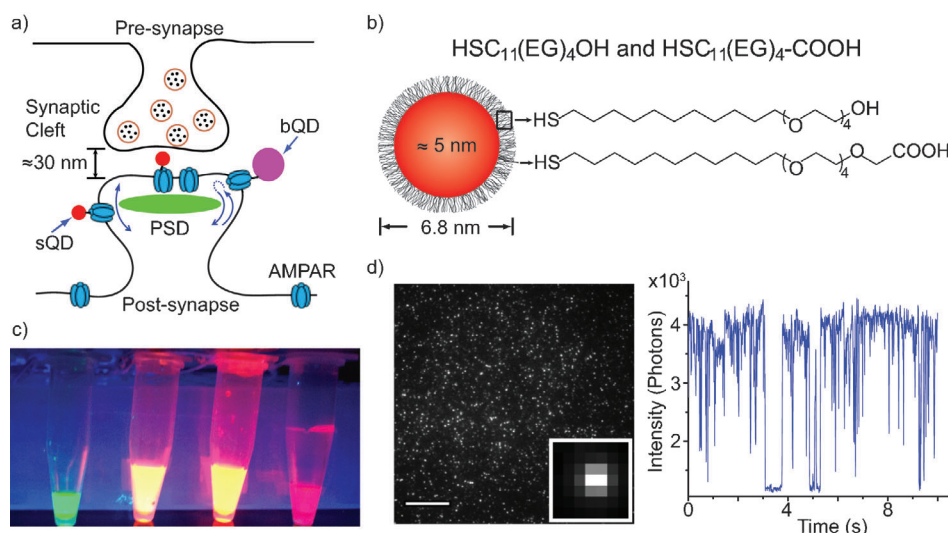 a)
Pre-synapse
Synaptic
Cleft
≈30 nm
bQD
sQD
PSD
AMPAR
Post-synapse
b)
HSC₁₁(EG)₄OH and HSC₁₁(EG)₄-COOH
≈ 5 nm
6.8 nm
HS
O
4
OH
HS
O
4
O
COOH
c)
d)
x10³
4
3
2
1
Intensity (Photons)
0
4
8
Time (s)